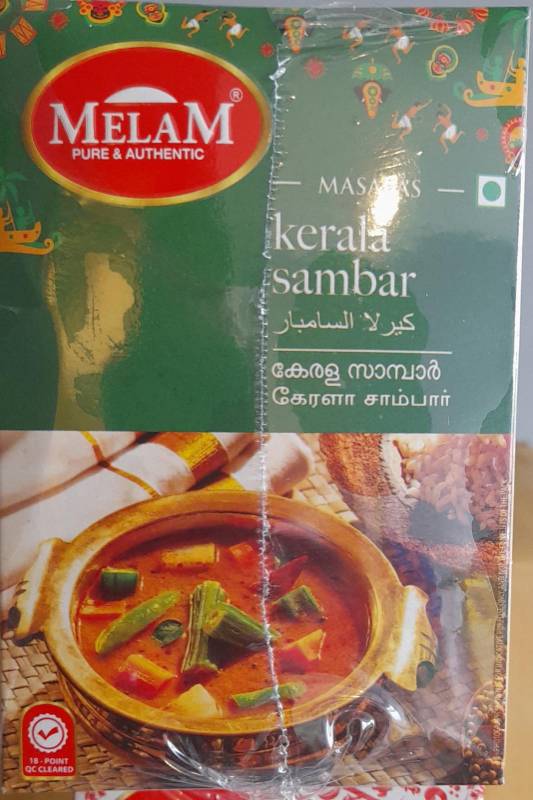 MELAM®
PURE & AUTHENTIC
MASALAS
kerala
sambar
كيرلا السامبار
കേരള സാമ്പാർ
கேரளா சாம்பார்
18 - POINT
QC CLEARED